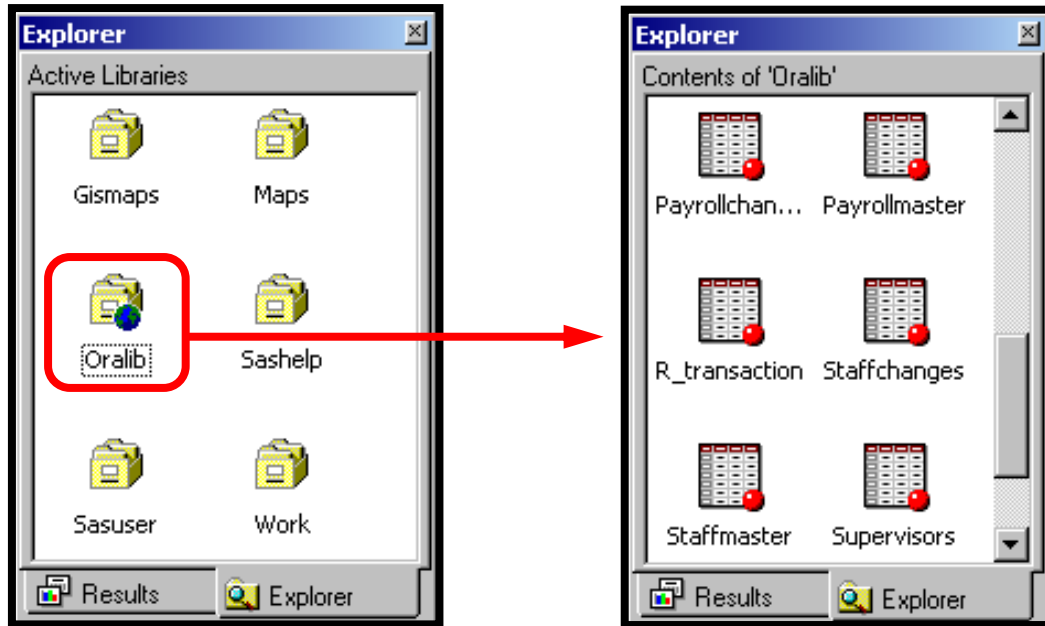 Explorer
Active Libraries
Gismaps Maps
Oralib Sashelp
Sasuser Work
Results Explorer
Explorer
Contents of 'Oralib'
Payrollchan... Payrollmaster
R_transaction Staffchanges
Staffmaster Supervisors
Results Explorer